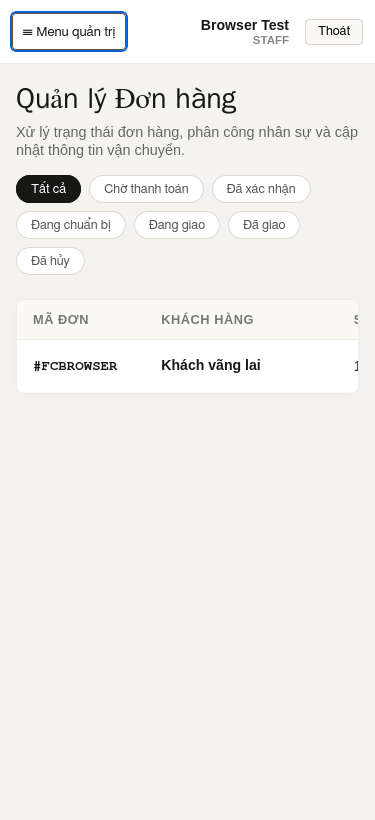 ≡ Menu quản trị
Browser Test
STAFF
Thoát
Quản lý Đơn hàng
Xử lý trạng thái đơn hàng, phân công nhân sự và cập
nhật thông tin vận chuyển.
Tất cả Chờ thanh toán Đã xác nhận
Đang chuẩn bị Đang giao Đã giao
Đã hủy
MÃ ĐƠN KHÁCH HÀNG
#FCBROWSER Khách vãng lai